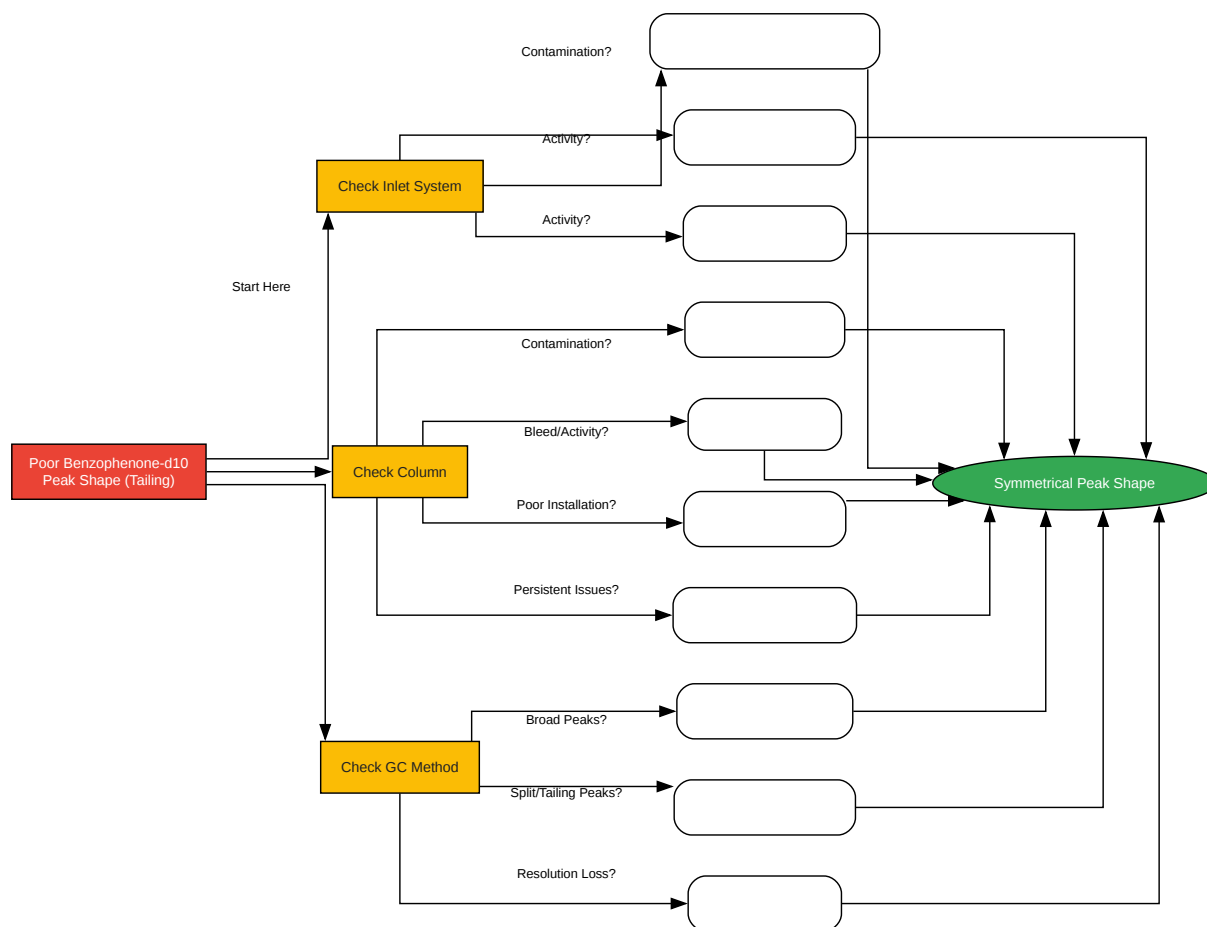 Contamination?
Activity?
Check Inlet System
Activity?
Start Here
Contamination?
Bleed/Activity?
Poor Benzophenone-d10
Peak Shape (Tailing)
Check Column
Symmetrical Peak Shape
Poor Installation?
Persistent Issues?
Broad Peaks?
Check GC Method
Split/Tailing Peaks?
Resolution Loss?